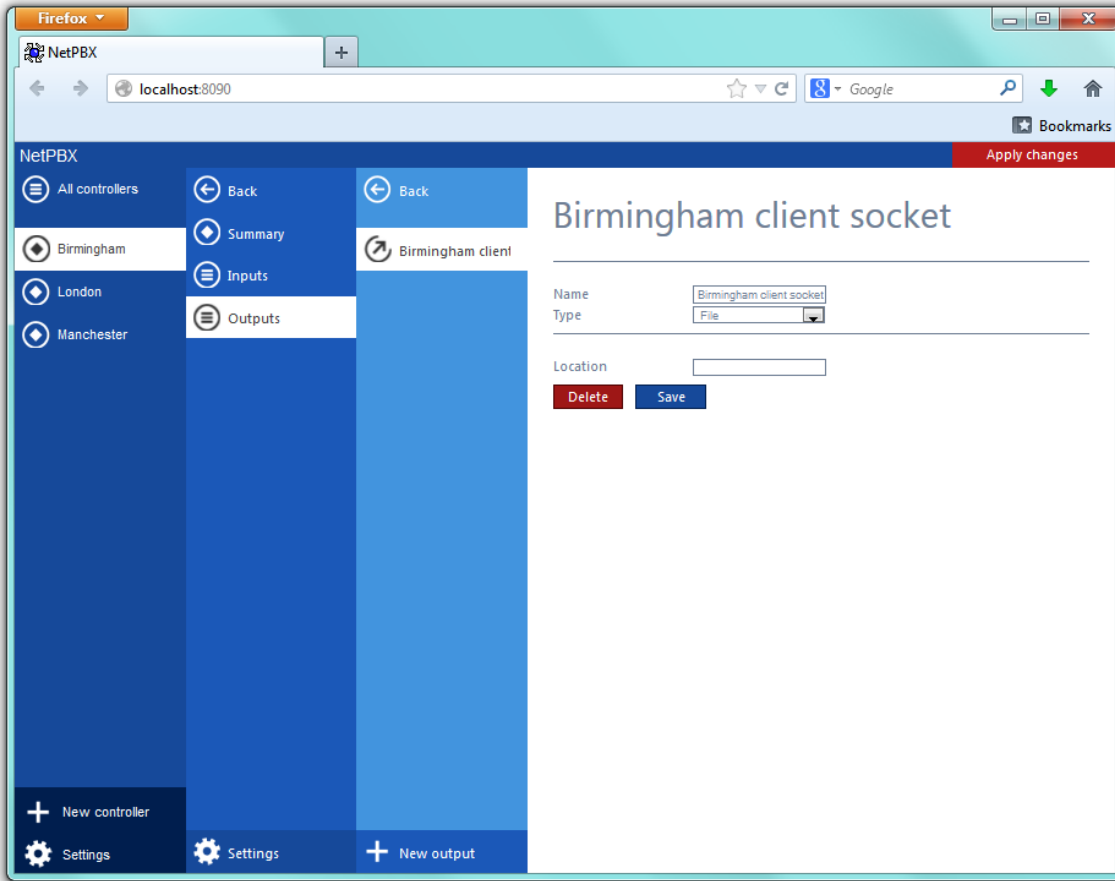 Firefox
NetPBX
localhost:8090
Google
Bookmarks
NetPBX
Apply changes
All controllers
Birmingham
London
Manchester
New controller
Settings
Back
Summary
Inputs
Outputs
Settings
Back
Birmingham client
New output
Birmingham client socket
Name
Birmingham client socket
Type
File
Location
Delete
Save